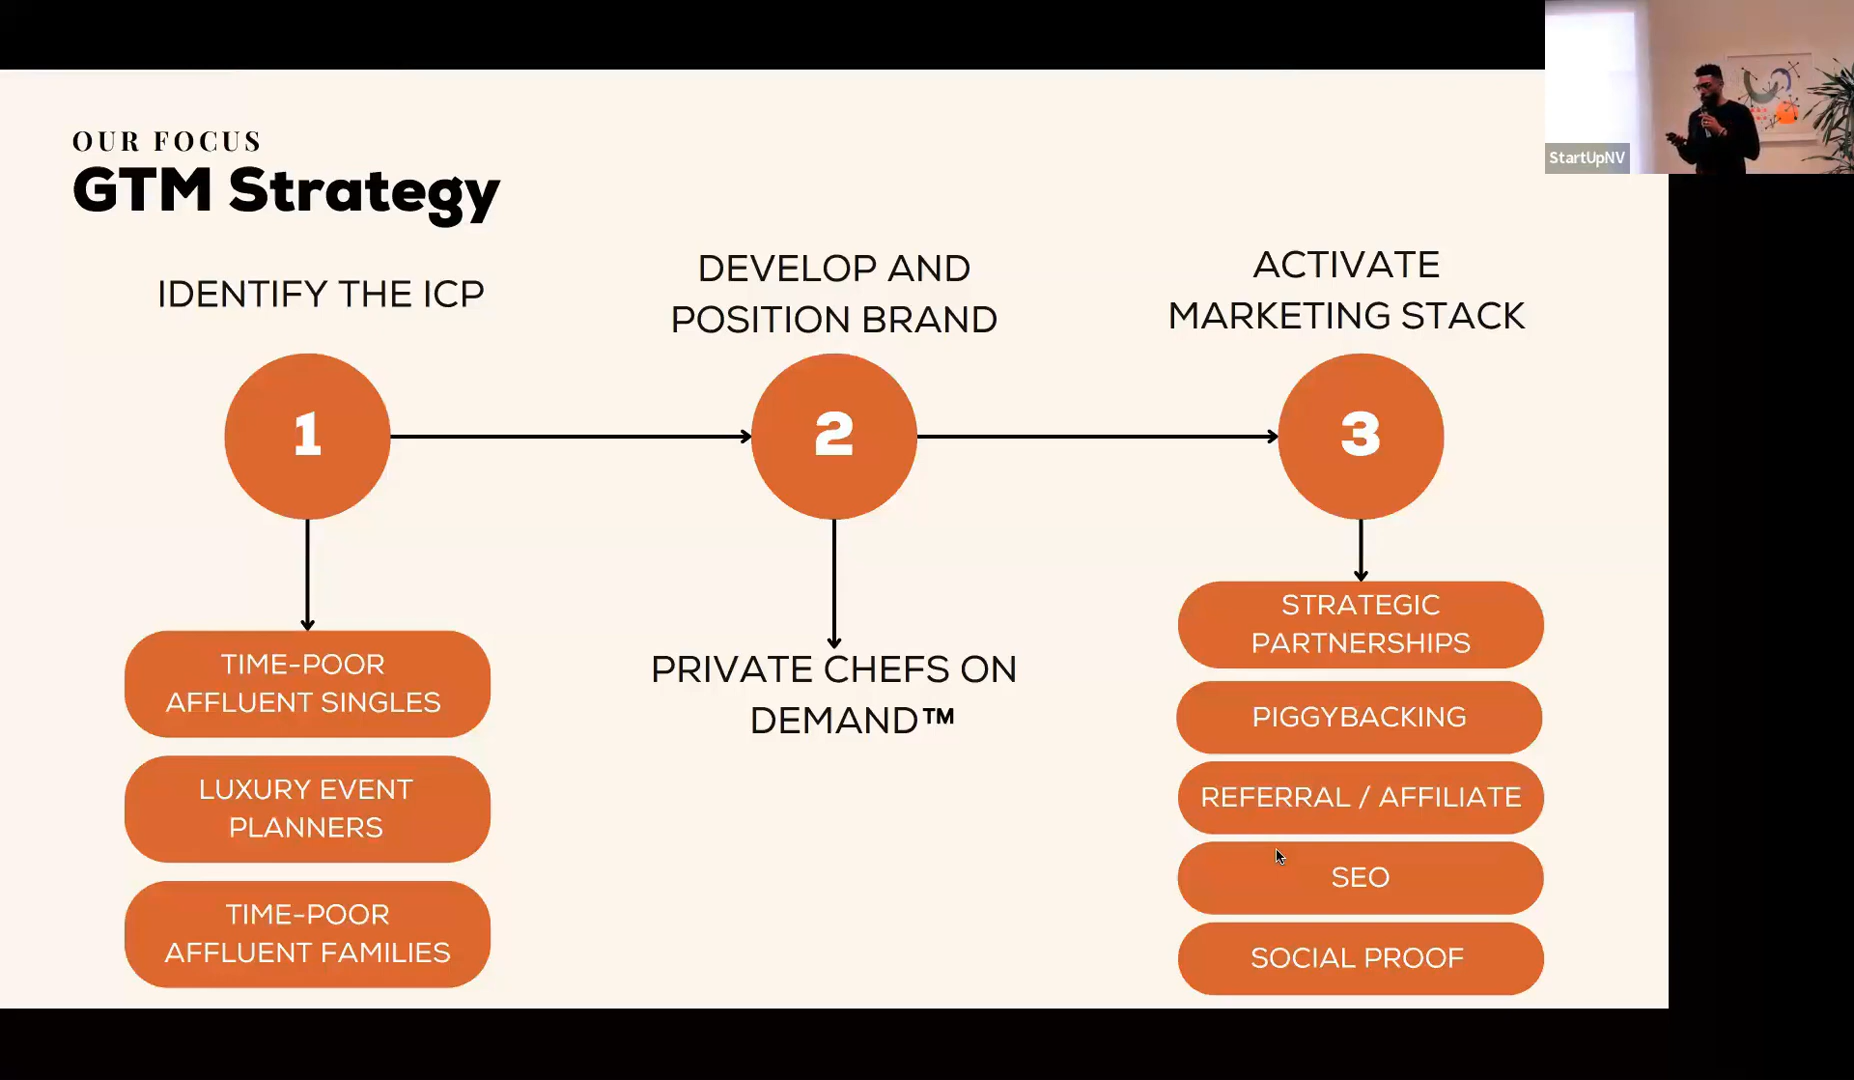 OUR FOCUS
GTM Strategy
StartUpNV
IDENTIFY THE ICP
DEVELOP AND
POSITION BRAND
ACTIVATE
MARKETING STACK
1
2
3
TIME-POOR
AFFLUENT SINGLES
LUXURY EVENT
PLANNERS
TIME-POOR
AFFLUENT FAMILIES
PRIVATE CHEFS ON
DEMAND™
STRATEGIC
PARTNERSHIPS
PIGGYBACKING
REFERRAL / AFFILIATE
SEO
SOCIAL PROOF